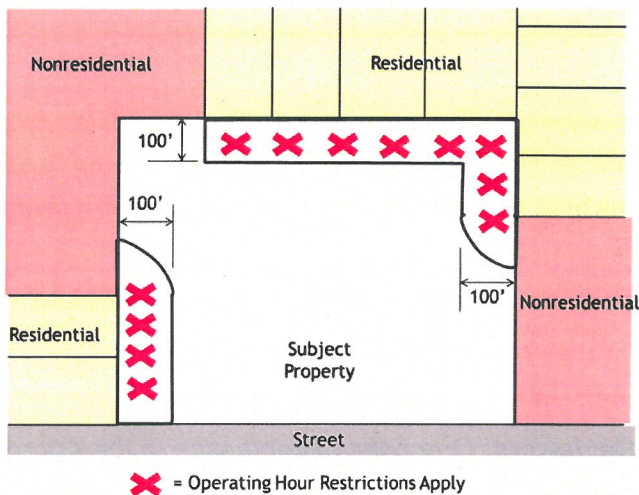 Nonresidential
Residential
100'
100'
100'
Nonresidential
Residential
Subject
Property
Street
= Operating Hour Restrictions Apply